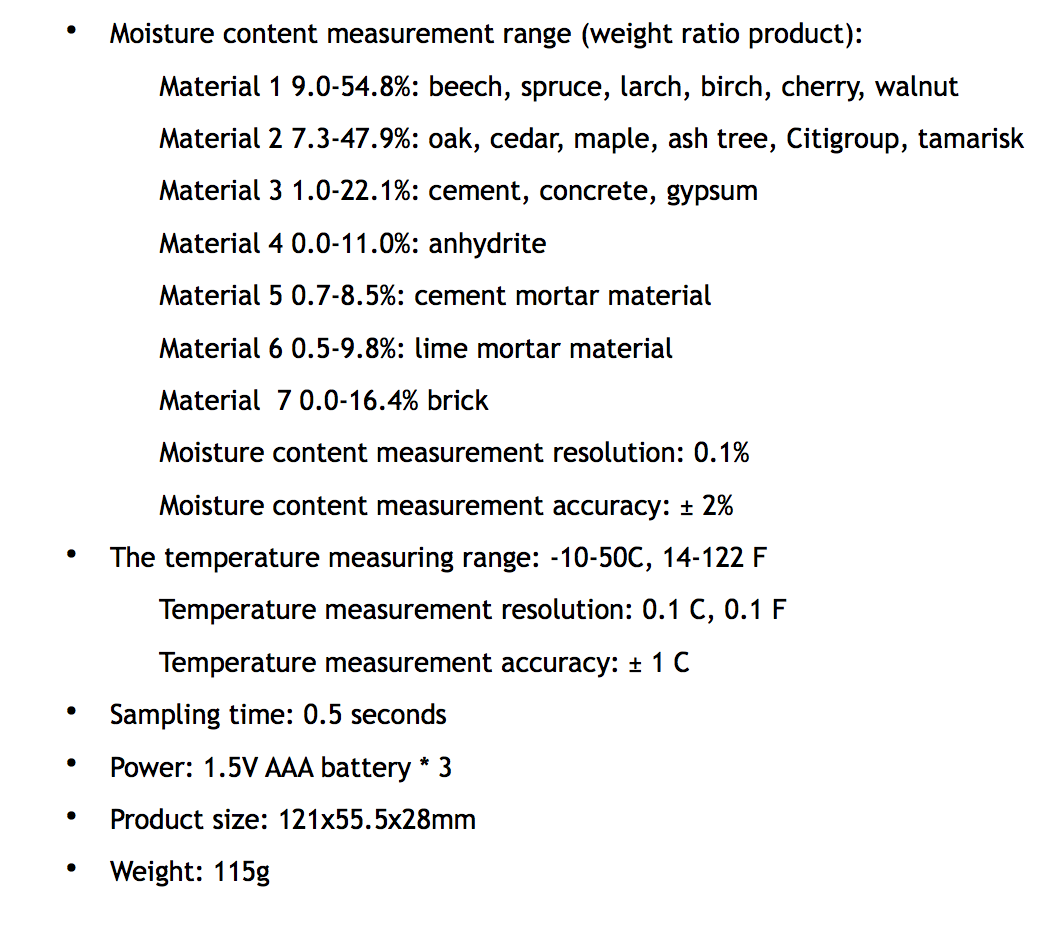 • Moisture content measurement range (weight ratio product):
Material 1 9.0-54.8%: beech, spruce, larch, birch, cherry, walnut
Material 2 7.3-47.9%: oak, cedar, maple, ash tree, Citigroup, tamarisk
Material 3 1.0-22.1%: cement, concrete, gypsum
Material 4 0.0-11.0%: anhydrite
Material 5 0.7-8.5%: cement mortar material
Material 6 0.5-9.8%: lime mortar material
Material  7 0.0-16.4% brick
Moisture content measurement resolution: 0.1%
Moisture content measurement accuracy: ± 2%
• The temperature measuring range: -10-50C, 14-122 F
Temperature measurement resolution: 0.1 C, 0.1 F
Temperature measurement accuracy: ± 1 C
• Sampling time: 0.5 seconds
• Power: 1.5V AAA battery * 3
• Product size: 121x55.5x28mm
• Weight: 115g